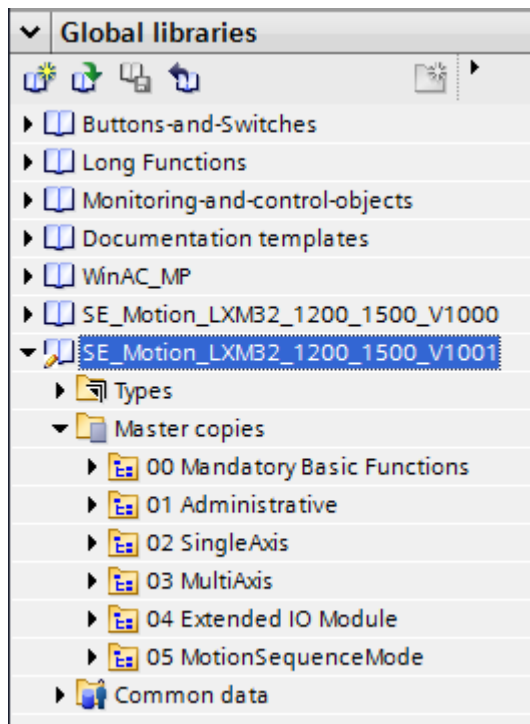 Global libraries
Buttons-and-Switches
Long Functions
Monitoring-and-control-objects
Documentation templates
WinAC_MP
SE_Motion_LXM32_1200_1500_V1000
SE_Motion_LXM32_1200_1500_V1001
Types
Master copies
00 Mandatory Basic Functions
01 Administrative
02 SingleAxis
03 MultiAxis
04 Extended IO Module
05 MotionSequenceMode
Common data